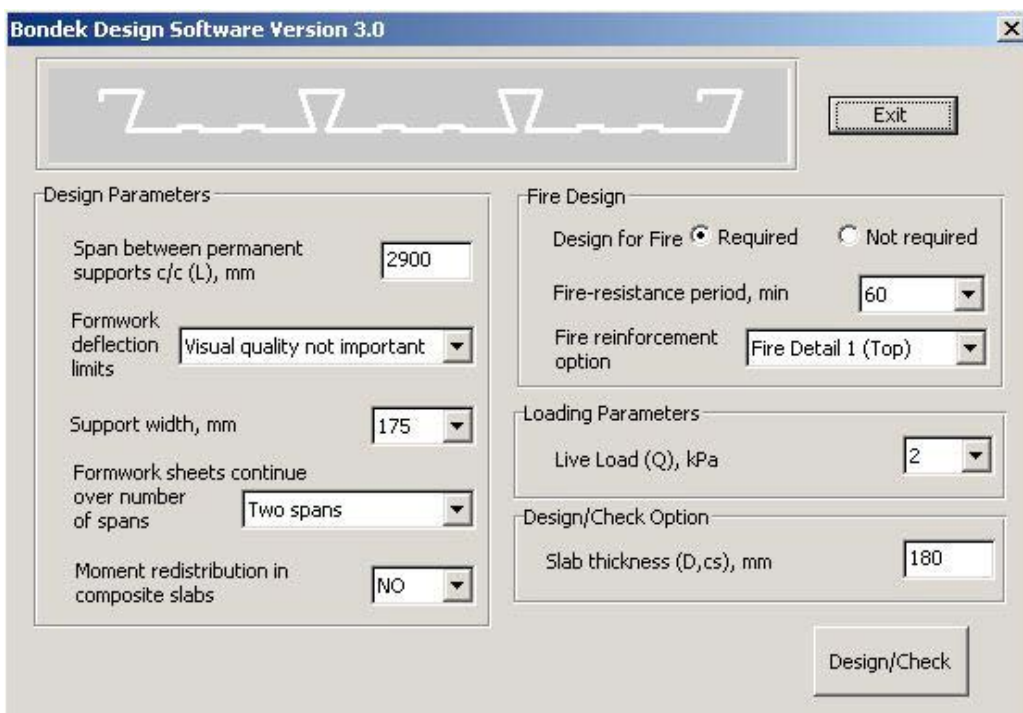 Bondek Design Software Version 3.0
Exit
Design Parameters
Span between permanent
supports c/c (L), mm
2900
Formwork
deflection
limits
Visual quality not important
Support width, mm
175
Formwork sheets continue
over number
of spans
Two spans
Moment redistribution in
composite slabs
NO
Fire Design
Design for Fire Required Not required
Fire-resistance period, min
60
Fire reinforcement
option
Fire Detail 1 (Top)
Loading Parameters
Live Load (Q), kPa
2
Design/Check Option
Slab thickness (D,cs), mm
180
Design/Check